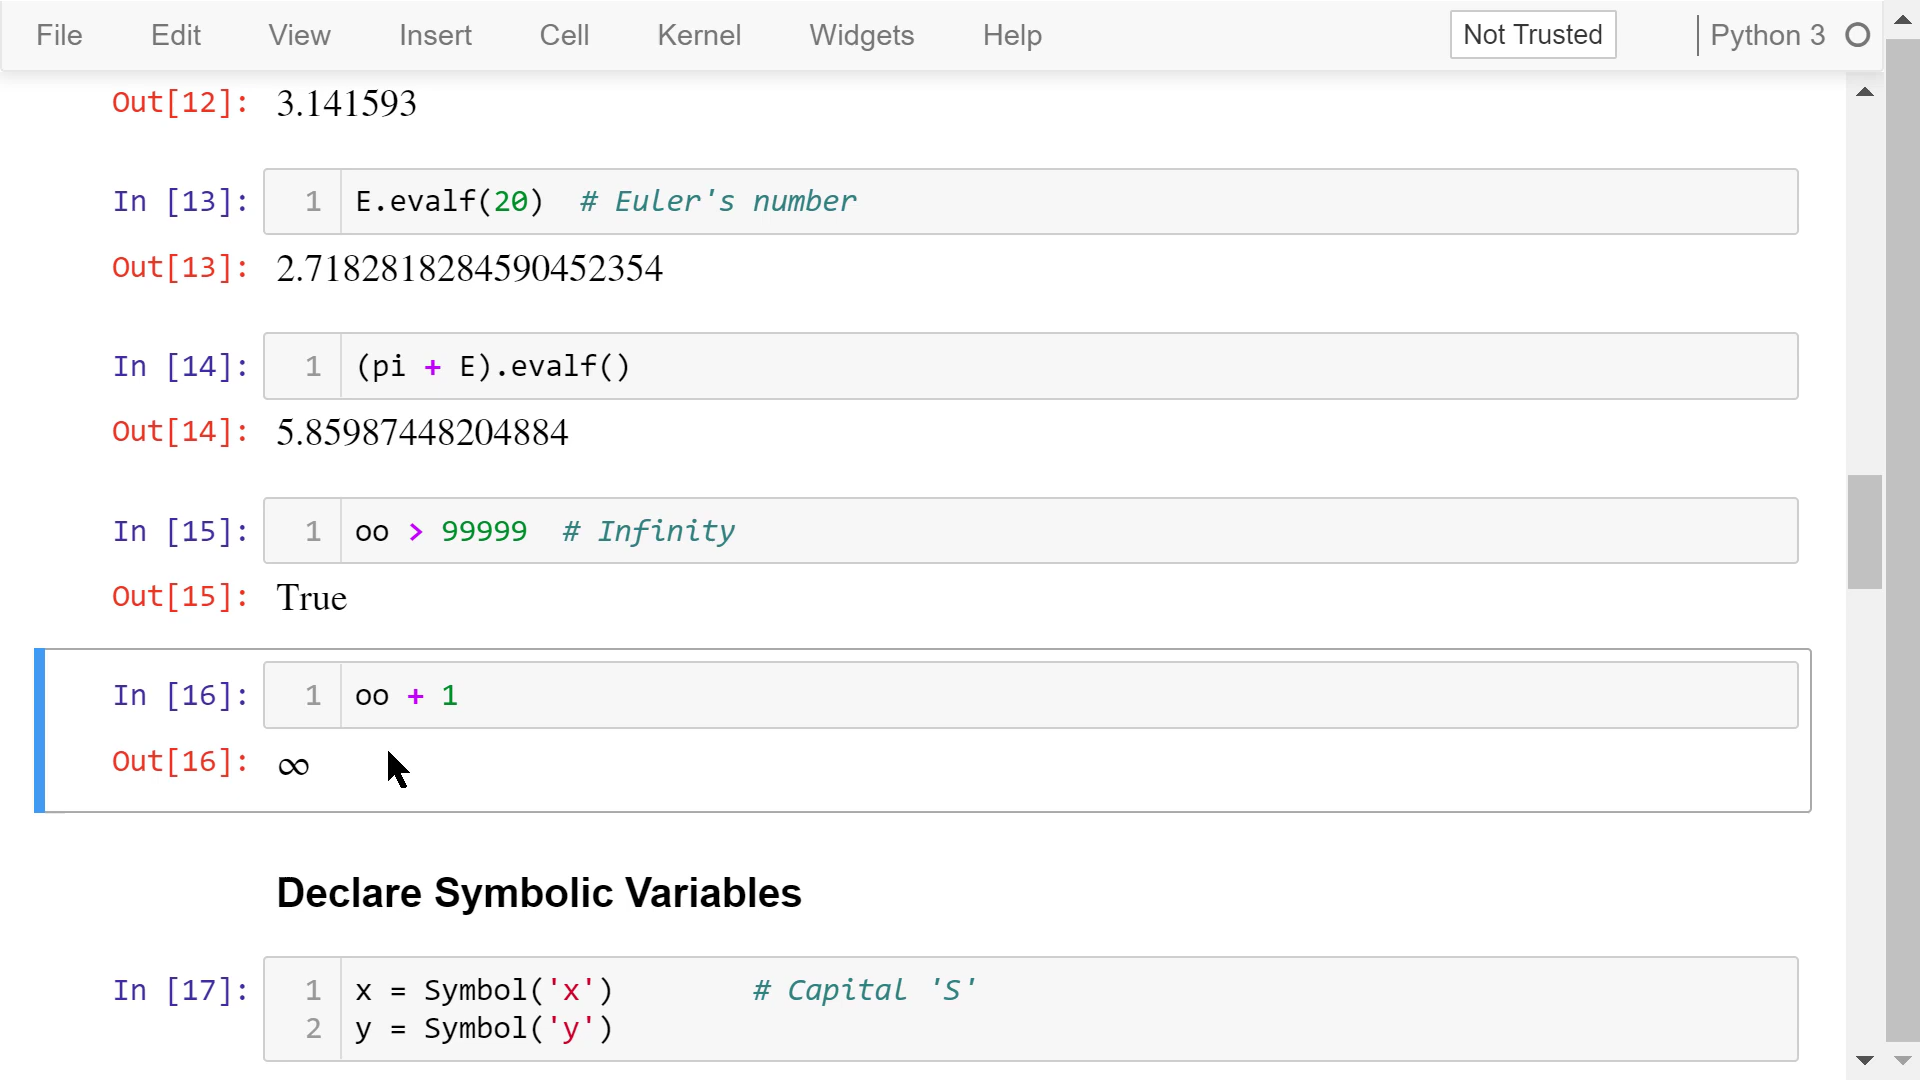 File Edit View Insert Cell Kernel Widgets Help Not Trusted Python 3
Out[12]: 3.141593
In [13]: 1 E.evalf(20)  # Euler's number
Out[13]: 2.7182818284590452354
In [14]: 1 (pi + E).evalf()
Out[14]: 5.85987448204884
In [15]: 1 oo > 99999  # Infinity
Out[15]: True
In [16]: 1 oo + 1
Out[16]: ∞
Declare Symbolic Variables
In [17]: 1 x = Symbol('x')        # Capital 'S'
2 y = Symbol('y')